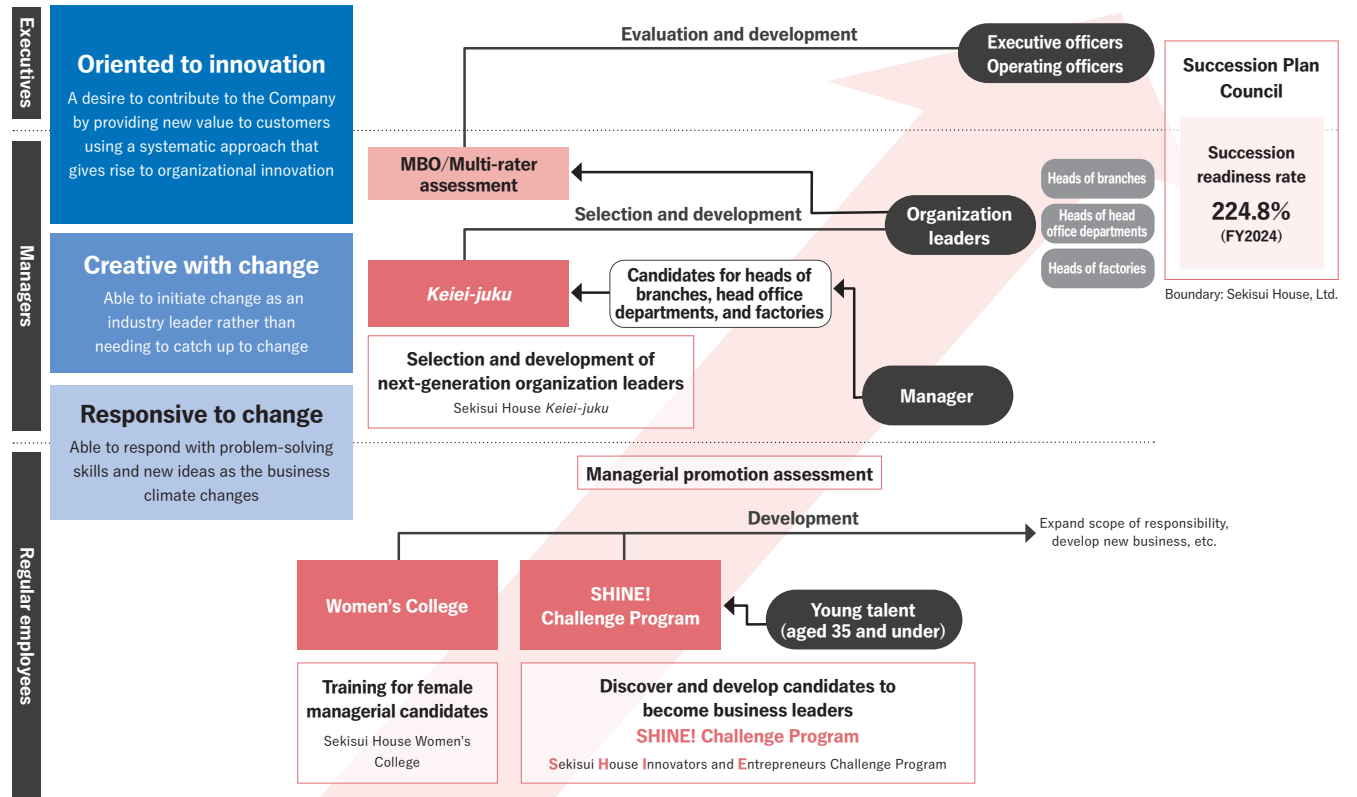 Executives
Oriented to innovation
A desire to contribute to the Company
by providing new value to customers
using a systematic approach that
gives rise to organizational innovation
Evaluation and development
Executive officers
Operating officers
Succession Plan
Council
Succession
readiness rate
224.8%
(FY2024)
Boundary: Sekisui House, Ltd.
Managers
MBO/Multi-rater
assessment
Selection and development
Organization
leaders
Heads of branches
Heads of head
office departments
Heads of factories
Creative with change
Able to initiate change as an
industry leader rather than
needing to catch up to change
Keiei-juku
Candidates for heads of
branches, head office
departments, and factories
Selection and development of
next-generation organization leaders
Sekisui House Keiei-juku
Manager
Responsive to change
Able to respond with problem-solving
skills and new ideas as the business
climate changes
Managerial promotion assessment
Regular employees
Development
Expand scope of responsibility,
develop new business, etc.
Women's College
SHINE!
Challenge Program
Young talent
(aged 35 and under)
Training for female
managerial candidates
Sekisui House Women's
College
Discover and develop candidates to
become business leaders
SHINE! Challenge Program
Sekisui House Innovators and Entrepreneurs Challenge Program